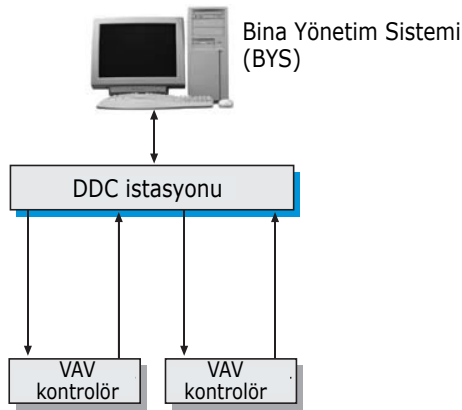 Bina Yönetim Sistemi
(BYS)
DDC istasyonu
VAV
kontrolör
VAV
kontrolör